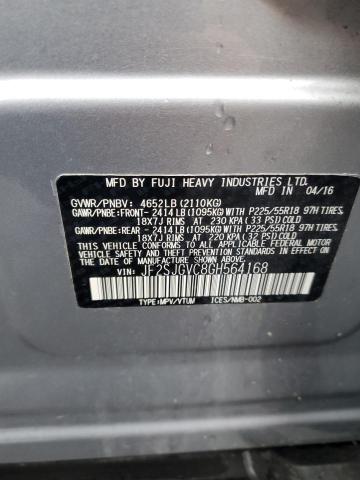 MFD BY FUJI HEAVY INDUSTRIES LTD.
MFD IN 04/16
GVWR/PNBV: 4652LB(2110KG)
GAWR/PNBE:FRONT- 2414LB(1095KG)WITH P225/55R18 97H TIRES
18X7J RIMS AT 230 KPA(33 PSI)COLD
GAWR/PNBE:REAR - 2414LB(1095KG)WITH P225/55R18 97H TIRES
18X7J RIMS AT 220 KPA(32 PSI)COLD
THIS VEHICLE CONFORMS TO ALL APPLICABLE FEDERAL MOTOR
VEHICLE SAFETY AND THEFT PREVENTION STANDARDS IN EFFECT
ON THE DATE OF MANUFACTURE SHOWN ABOVE.
VIN: JF2SJGVC8GH564168
TYPE:MPV/VTUM ICES/NMB-002